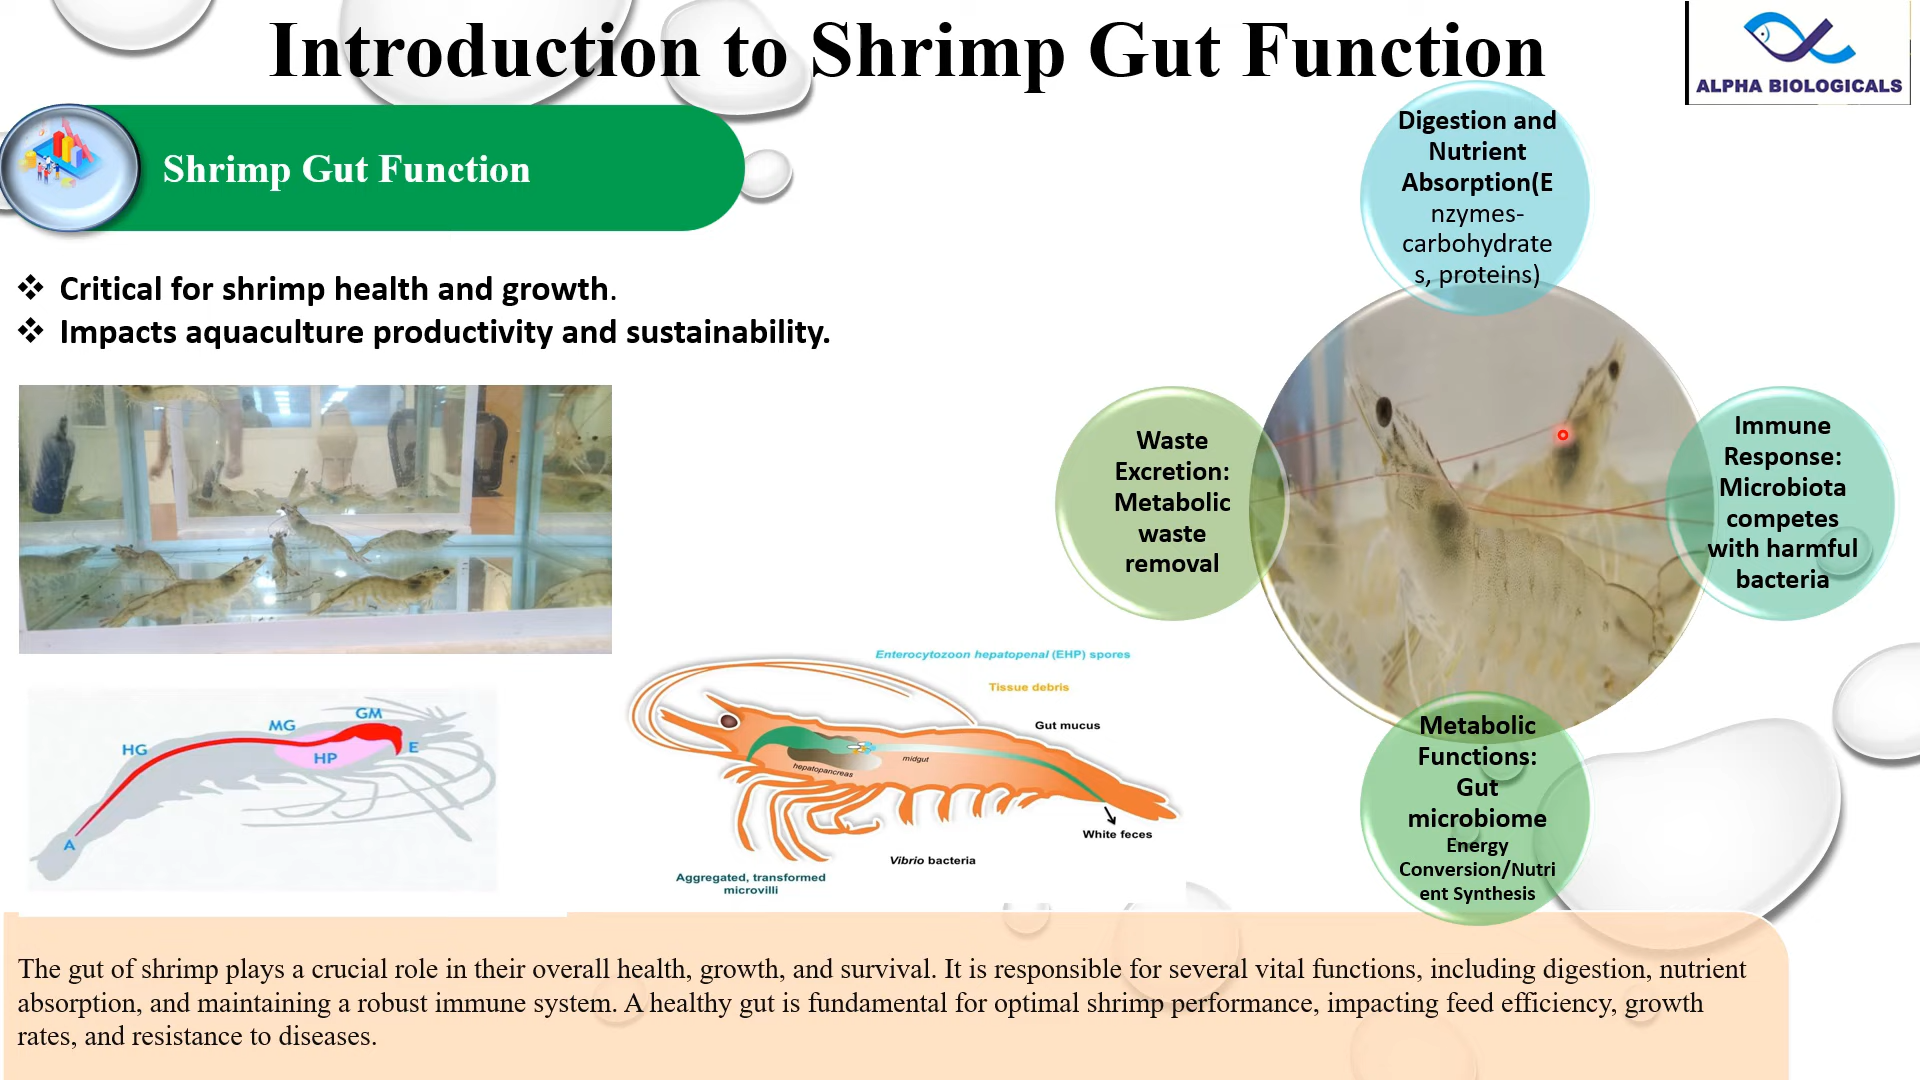 Introduction to Shrimp Gut Function
ALPHA BIOLOGICALS
Shrimp Gut Function
❖ Critical for shrimp health and growth.
❖ Impacts aquaculture productivity and sustainability.
Digestion and
Nutrient
Absorption(E
nzymes-
carbohydrate
s, proteins)
Waste
Excretion:
Metabolic
waste
removal
Immune
Response:
Microbiota
competes
with harmful
bacteria
Metabolic
Functions:
Gut
microbiome
Energy
Conversion/Nutri
ent Synthesis
HG
MG
GM
E
HP
A
Enterocytozoon hepatopenal (EHP) spores
Tissue debris
Gut mucus
hepatopancreas
midgut
White feces
Vibrio bacteria
Aggregated, transformed
microvilli
The gut of shrimp plays a crucial role in their overall health, growth, and survival. It is responsible for several vital functions, including digestion, nutrient
absorption, and maintaining a robust immune system. A healthy gut is fundamental for optimal shrimp performance, impacting feed efficiency, growth
rates, and resistance to diseases.